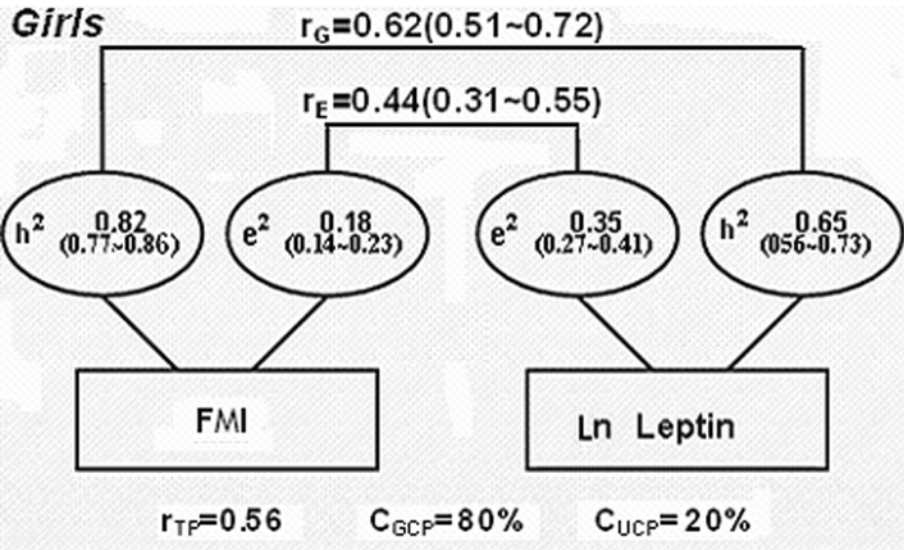 Girls
rG=0.62(0.51~0.72)
rE=0.44(0.31~0.55)
h² 0.82
(0.77~0.86)
e² 0.18
(0.14~0.23)
e² 0.35
(0.27~0.41)
h² 0.65
(056~0.73)
FMI
Ln Leptin
rTP=0.56 CGCP=80% CUCP=20%